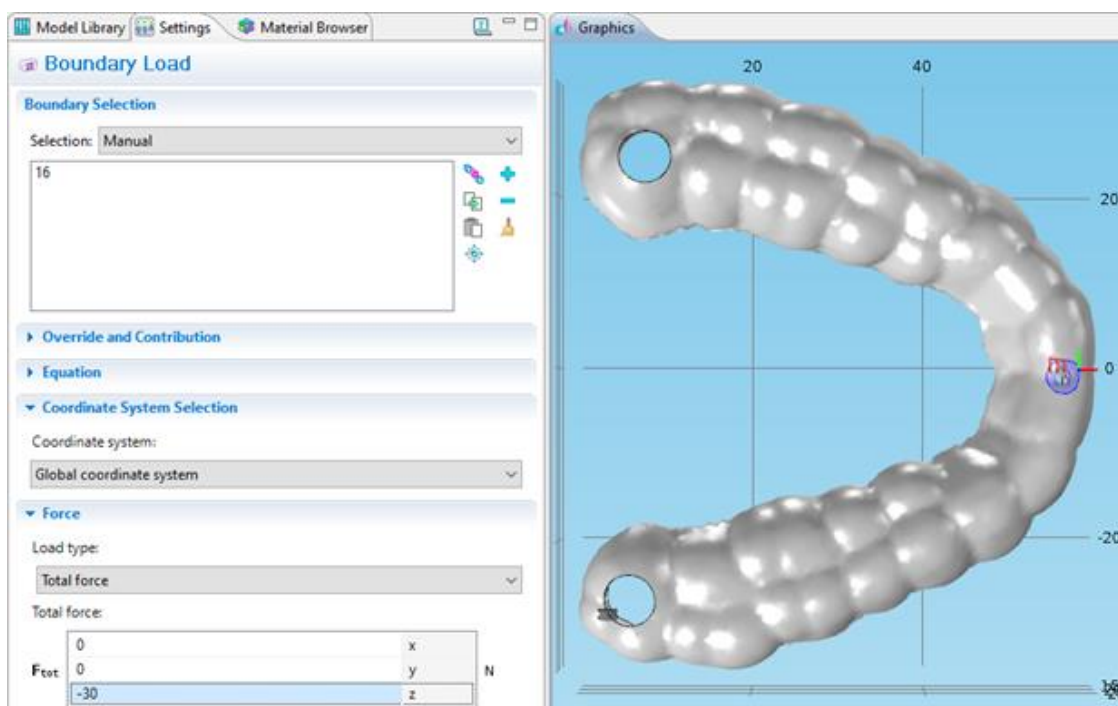 Model Library Settings Material Browser
Boundary Load
Boundary Selection
Selection: Manual
16
Override and Contribution
Equation
Coordinate System Selection
Coordinate system:
Global coordinate system
Force
Load type:
Total force
Total force:
0 x
Ftot 0 y N
-30 z
Graphics
20 40
20
0
-20